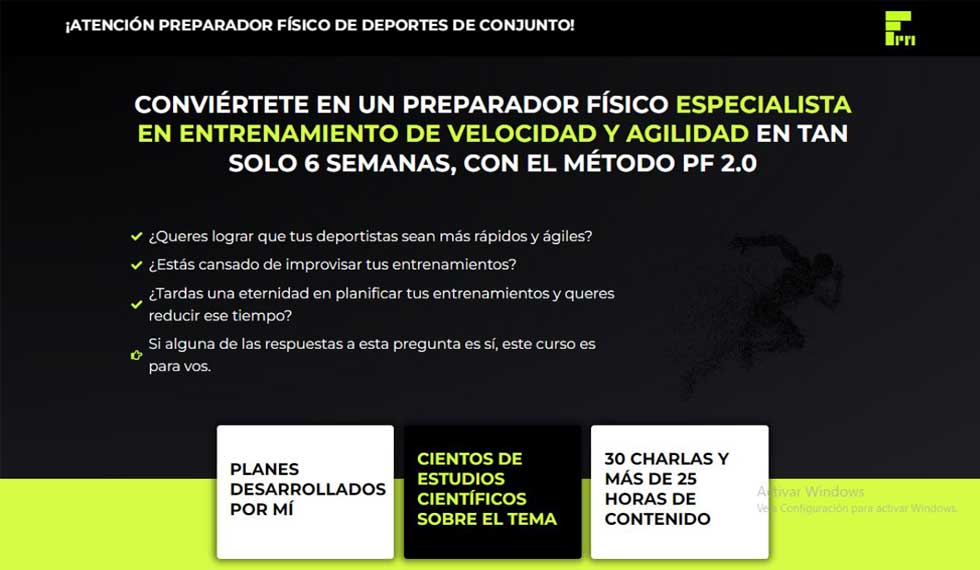 ¡ATENCIÓN PREPARADOR FÍSICO DE DEPORTES DE CONJUNTO!
CONVIÉRTETE EN UN PREPARADOR FÍSICO ESPECIALISTA
EN ENTRENAMIENTO DE VELOCIDAD Y AGILIDAD EN TAN
SOLO 6 SEMANAS, CON EL MÉTODO PF 2.0
¿Queres lograr que tus deportistas sean más rápidos y ágiles?
¿Estás cansado de improvisar tus entrenamientos?
¿Tardas una eternidad en planificar tus entrenamientos y queres
reducir ese tiempo?
Si alguna de las respuestas a esta pregunta es sí, este curso es
para vos.
PLANES
DESARROLLADOS
POR MÍ
CIENTOS DE
ESTUDIOS
CIENTÍFICOS
SOBRE EL TEMA
30 CHARLAS Y
MÁS DE 25
HORAS DE
CONTENIDO
Activar Windows
Ve a Configuración para activar Windows.